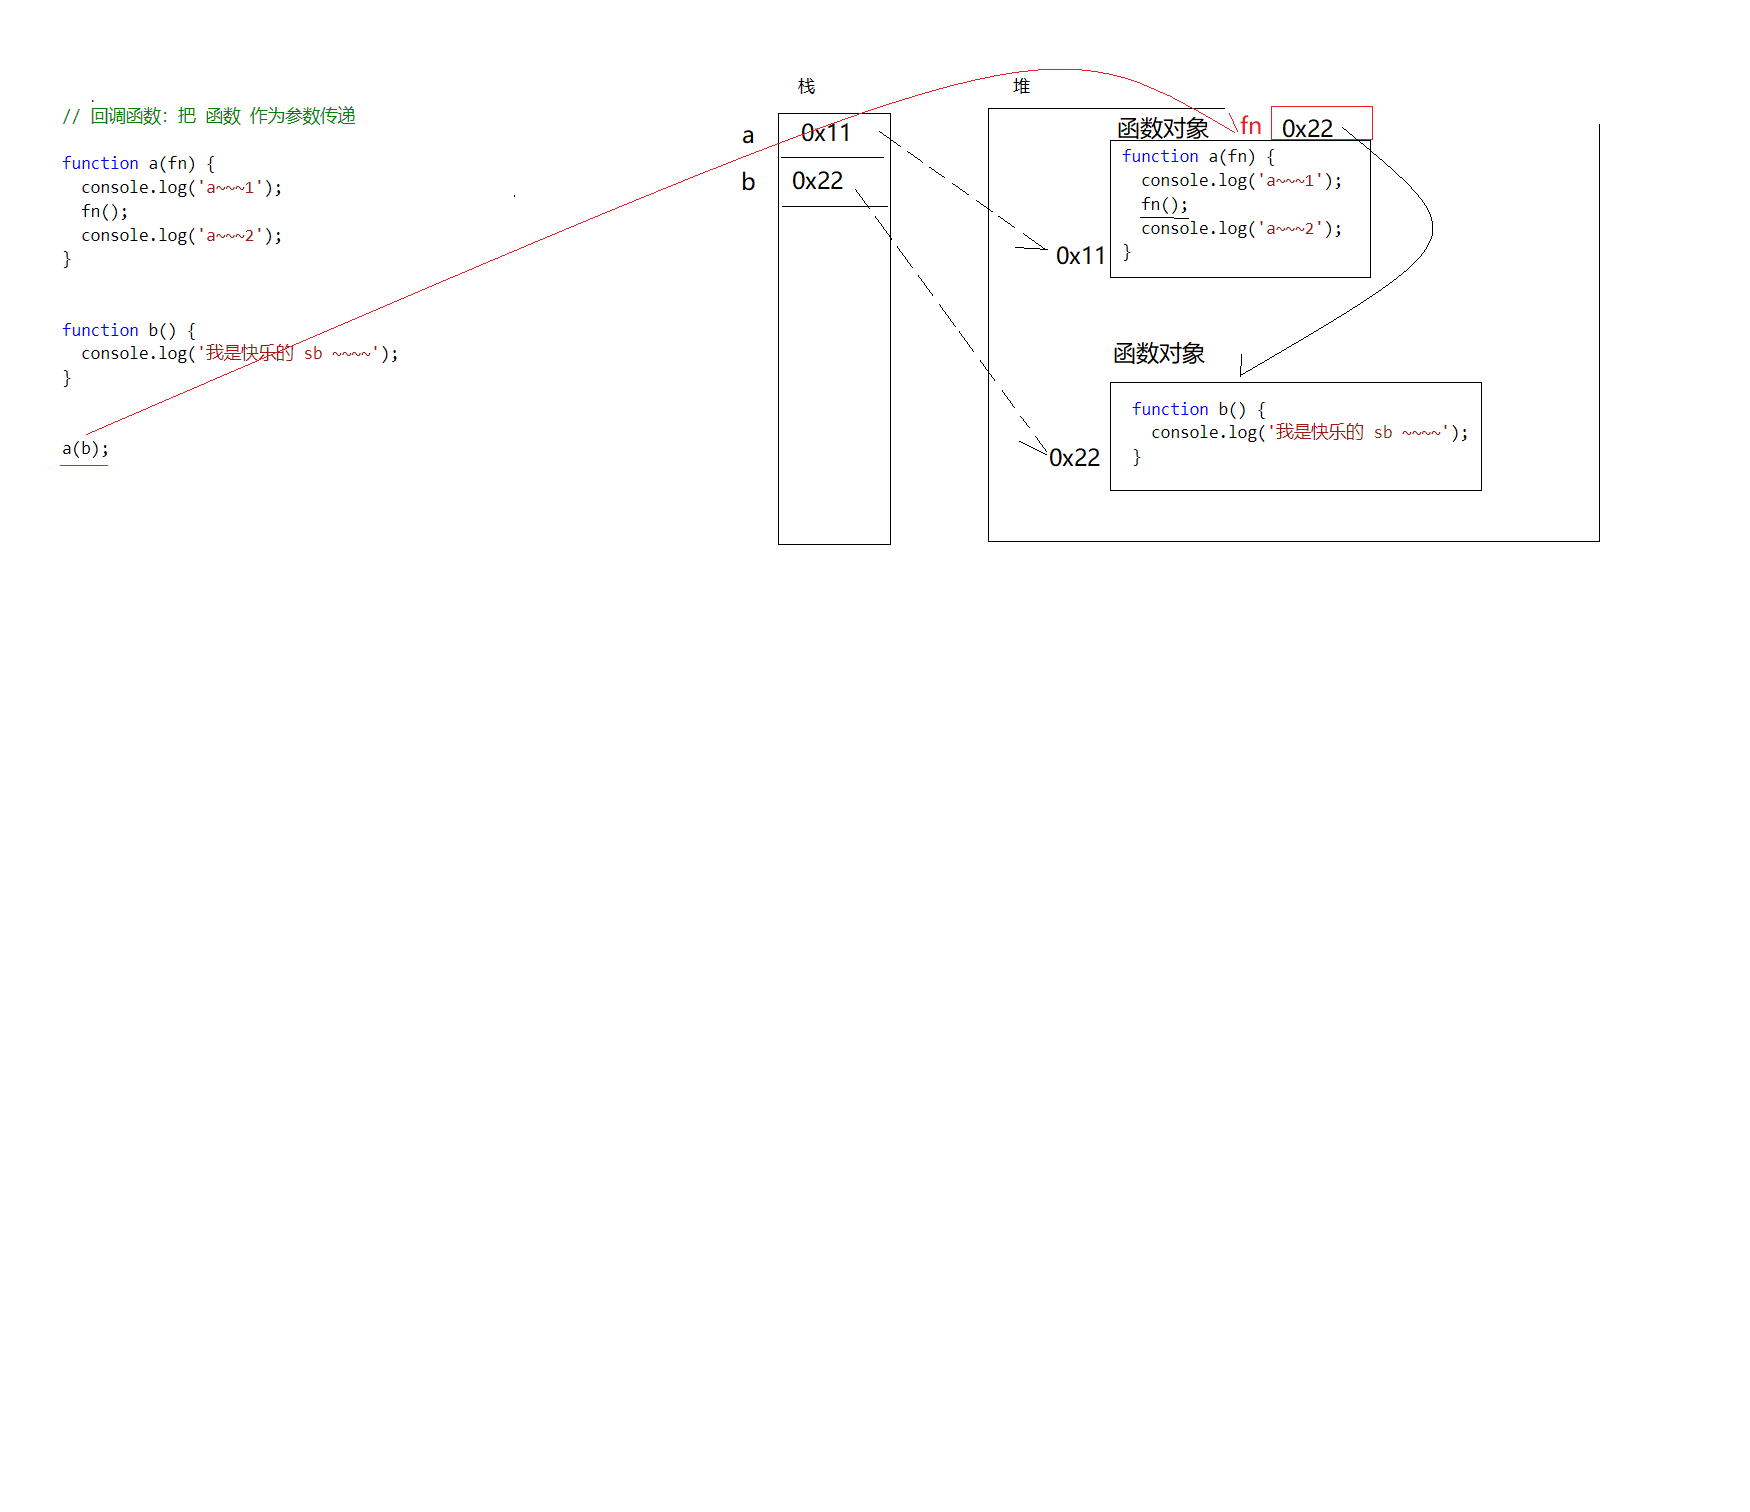 // 回调函数：把 函数 作为参数传递
function a(fn) {
  console.log('a~~~1');
  fn();
  console.log('a~~~2');
}
function b() {
  console.log('我是快乐的 sb ~~~~');
}
a(b);
栈
a
0x11
b
0x22
堆
函数对象
fn
0x22
function a(fn) {
  console.log('a~~~1');
  fn();
  console.log('a~~~2');
}
0x11
函数对象
function b() {
  console.log('我是快乐的 sb ~~~~');
}
0x22